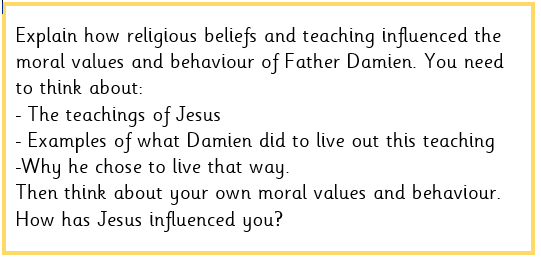 Explain how religious beliefs and teaching influenced the
moral values and behaviour of Father Damien. You need
to think about:
- The teachings of Jesus
- Examples of what Damien did to live out this teaching
-Why he chose to live that way.
Then think about your own moral values and behaviour.
How has Jesus influenced you?